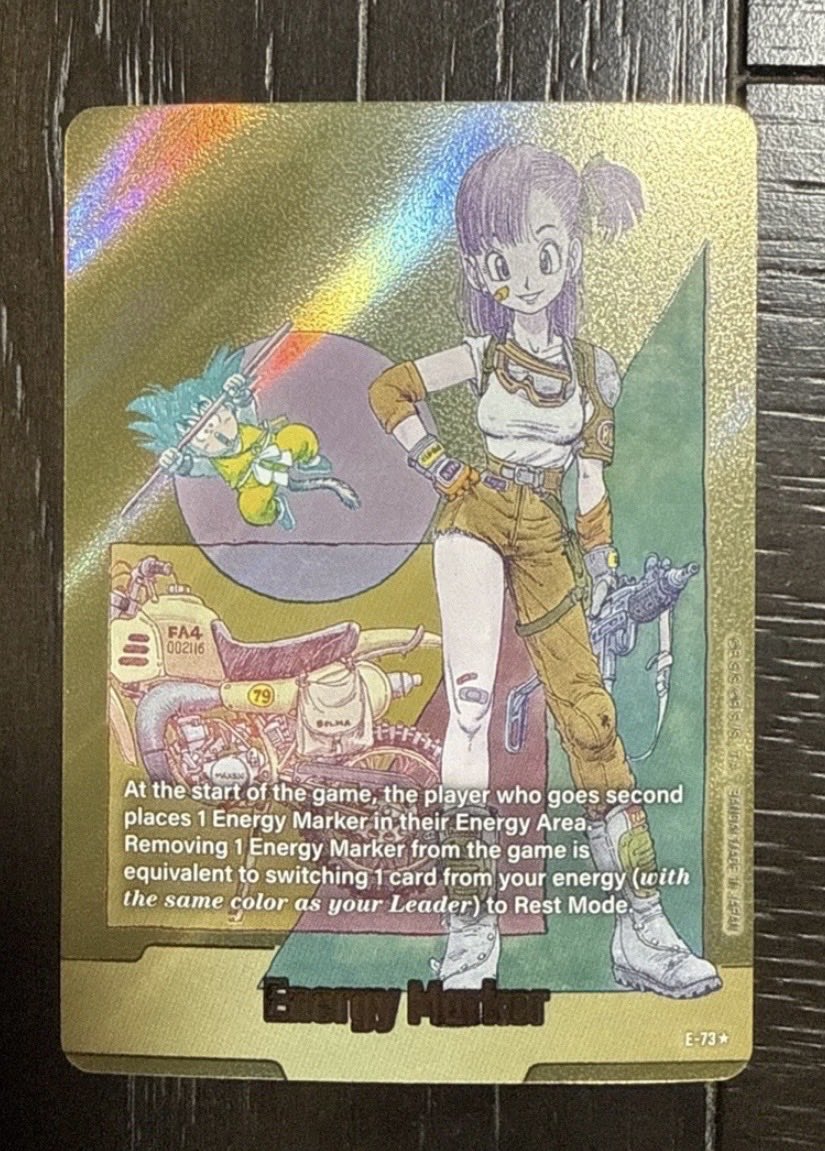 FA4
002116
79
BULMA
At the start of the game, the player who goes second
places 1 Energy Marker in their Energy Area.
Removing 1 Energy Marker from the game is
equivalent to switching 1 card from your energy (with
the same color as your Leader) to Rest Mode.
Energy Marker
E-73★